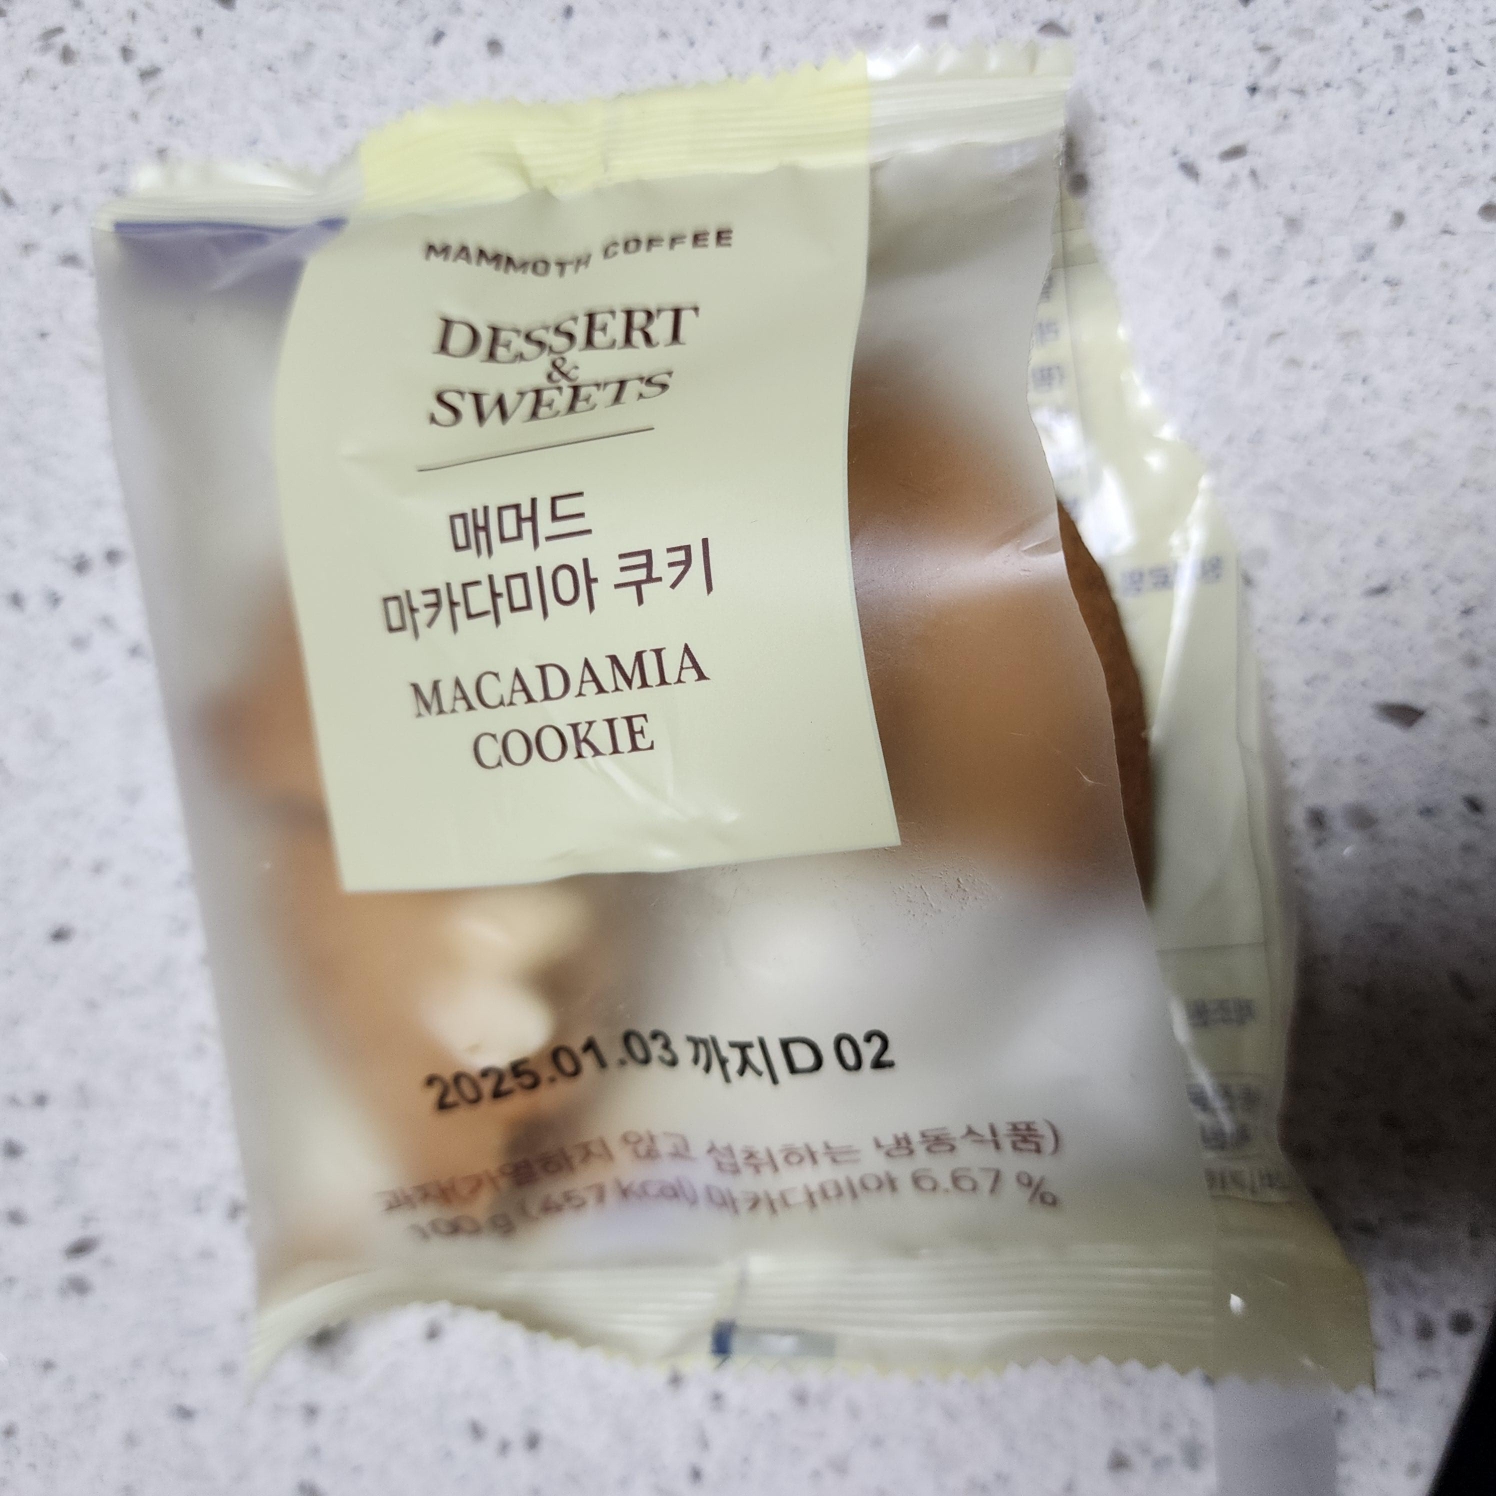 MAMMOTH COFFEE
DESSERT
&
SWEETS
매머드
마카다미아 쿠키
MACADAMIA
COOKIE
2025.01.03 까지 D 02
과자(가열하지 않고 섭취하는 냉동식품)
100 g (457 kcal) 마카다미아 6.67 %